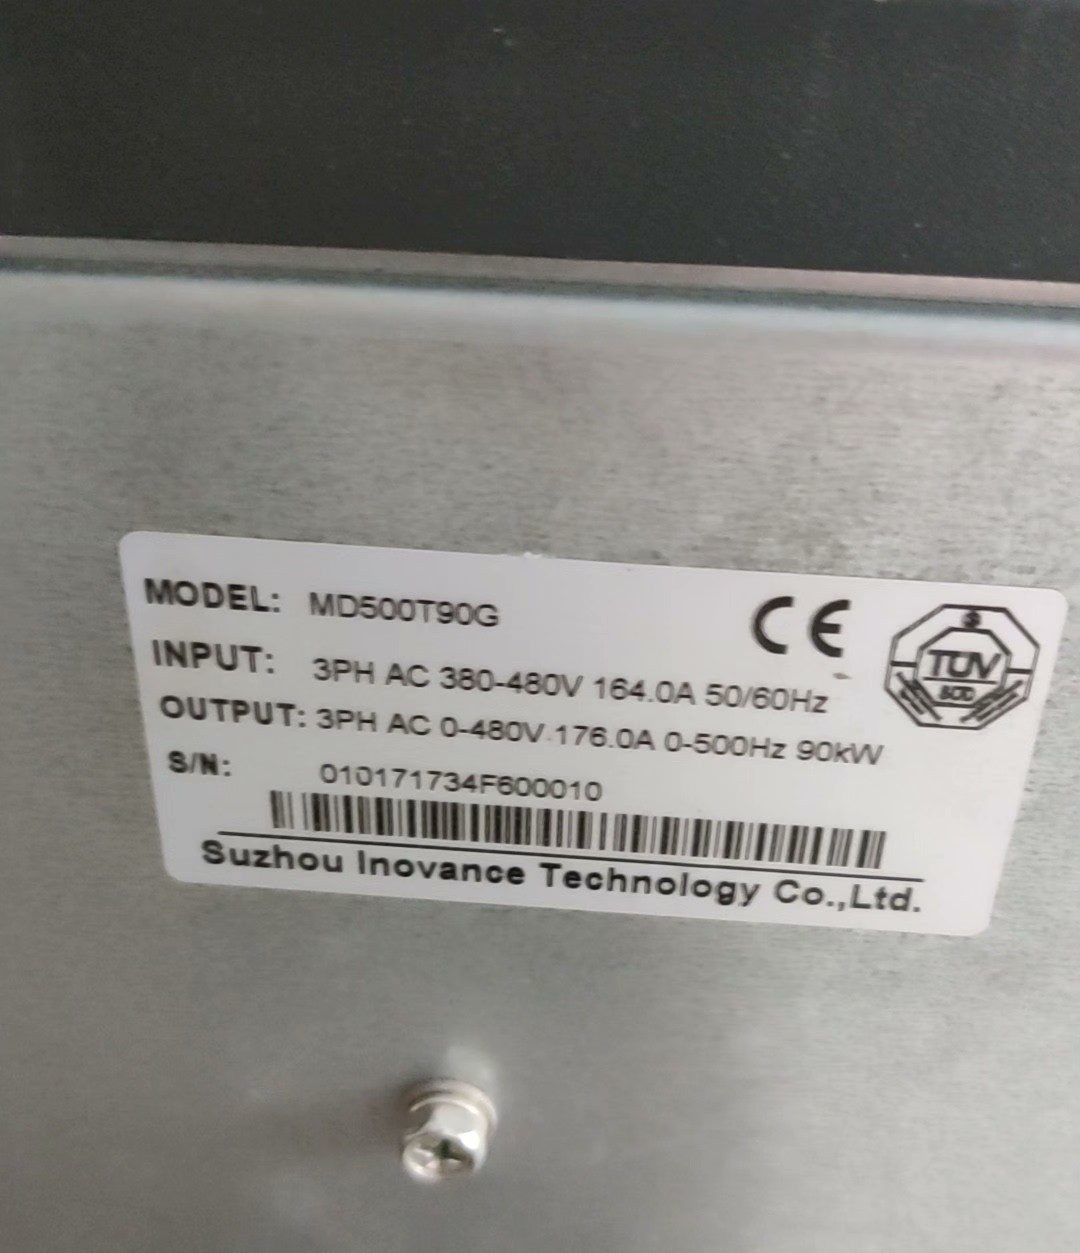 MODEL: MD500T90G
CE
INPUT: 3PH AC 380-480V 164.0A 50/60Hz
S
TUV
OUTPUT: 3PH AC 0-480V 176.0A 0-500Hz 90kW
S/N: 010171734F600010
Suzhou Inovance Technology Co.,Ltd.